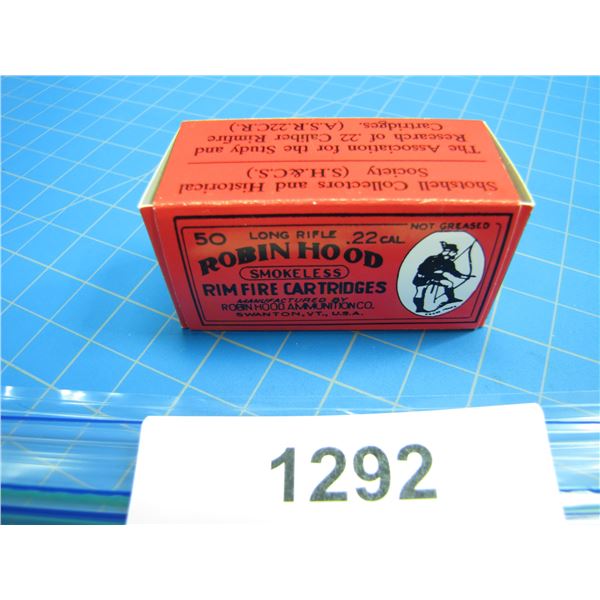 Shotshell Collectors and Historical
Society (S.H.&C.S.)
The Association for the Study and
Research of .22 Caliber Rimfire
Cartridges. (A.S.R.22C.R.)
50 LONG RIFLE .22 CAL.
NOT GREASED
ROBIN HOOD
SMOKELESS
RIM FIRE CARTRIDGES
MANUFACTURED BY
ROBIN HOOD AMMUNITION CO.
SWANTON, VT., U.S.A.
1292